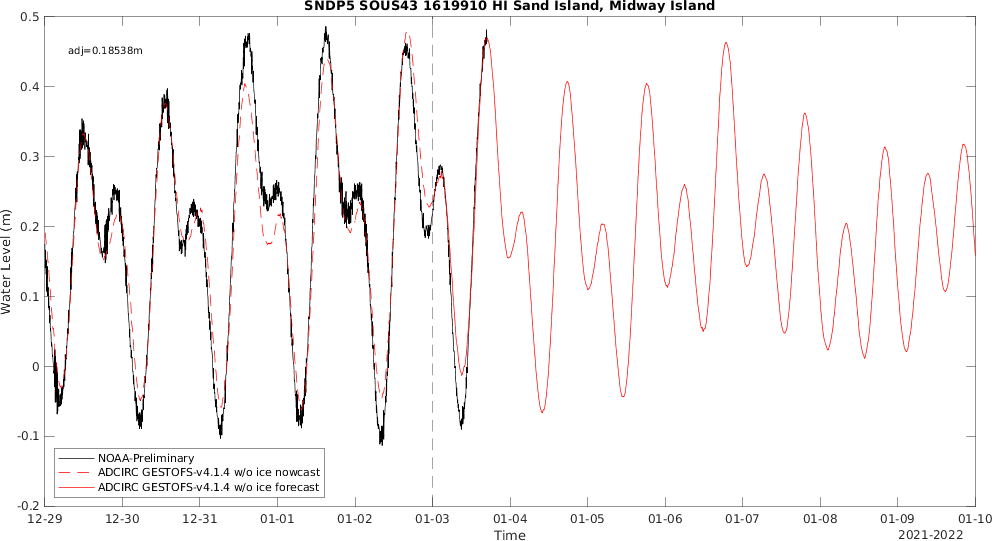 SNDP5 SOUS43 1619910 HI Sand Island, Midway Island
adj=0.18538m
0.5
0.4
0.3
0.2
0.1
0
-0.1
-0.2
Water Level (m)
NOAA-Preliminary
ADCIRC GESTOFS-v4.1.4 w/o ice nowcast
ADCIRC GESTOFS-v4.1.4 w/o ice forecast
12-29 12-30 12-31 01-01 01-02 01-03 01-04 01-05 01-06 01-07 01-08 01-09 01-10
Time
2021-2022